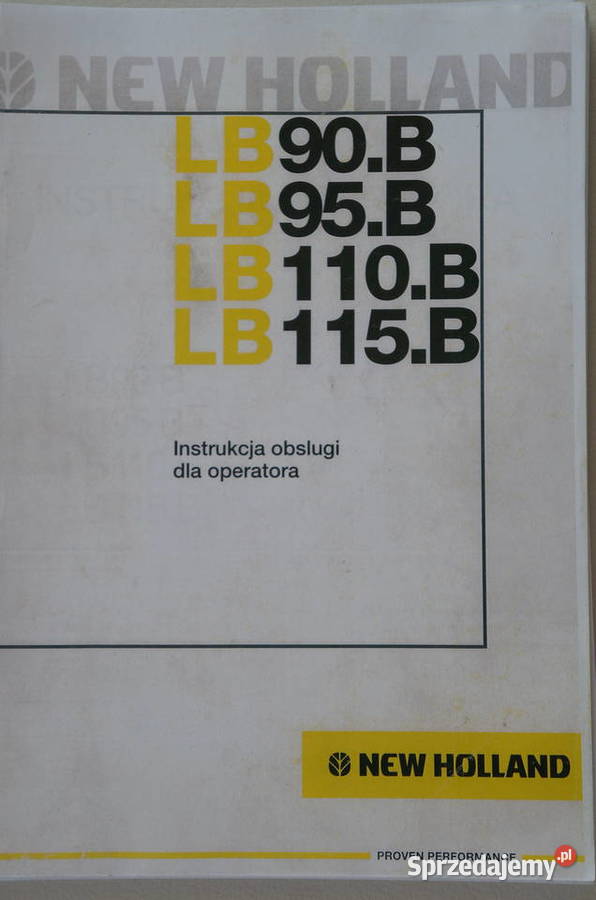 NEW HOLLAND
LB90.B
LB95.B
LB110.B
LB115.B
Instrukcja obslugi
dla operatora
NEW HOLLAND
PROVEN PERFORMANCE
Sprzedajemy.pl